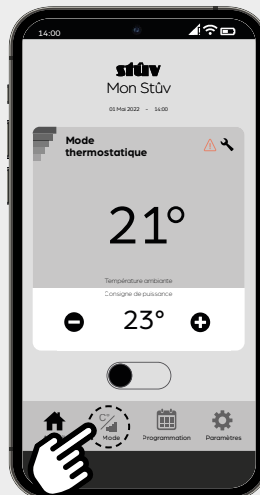 14:00
stûv
Mon Stûv
01 Mai 2022 - 14:00
Mode
thermostatique
21°
Température ambiante
Consigne de puissance
23°
C°
Mode
Programmation
Paramètres